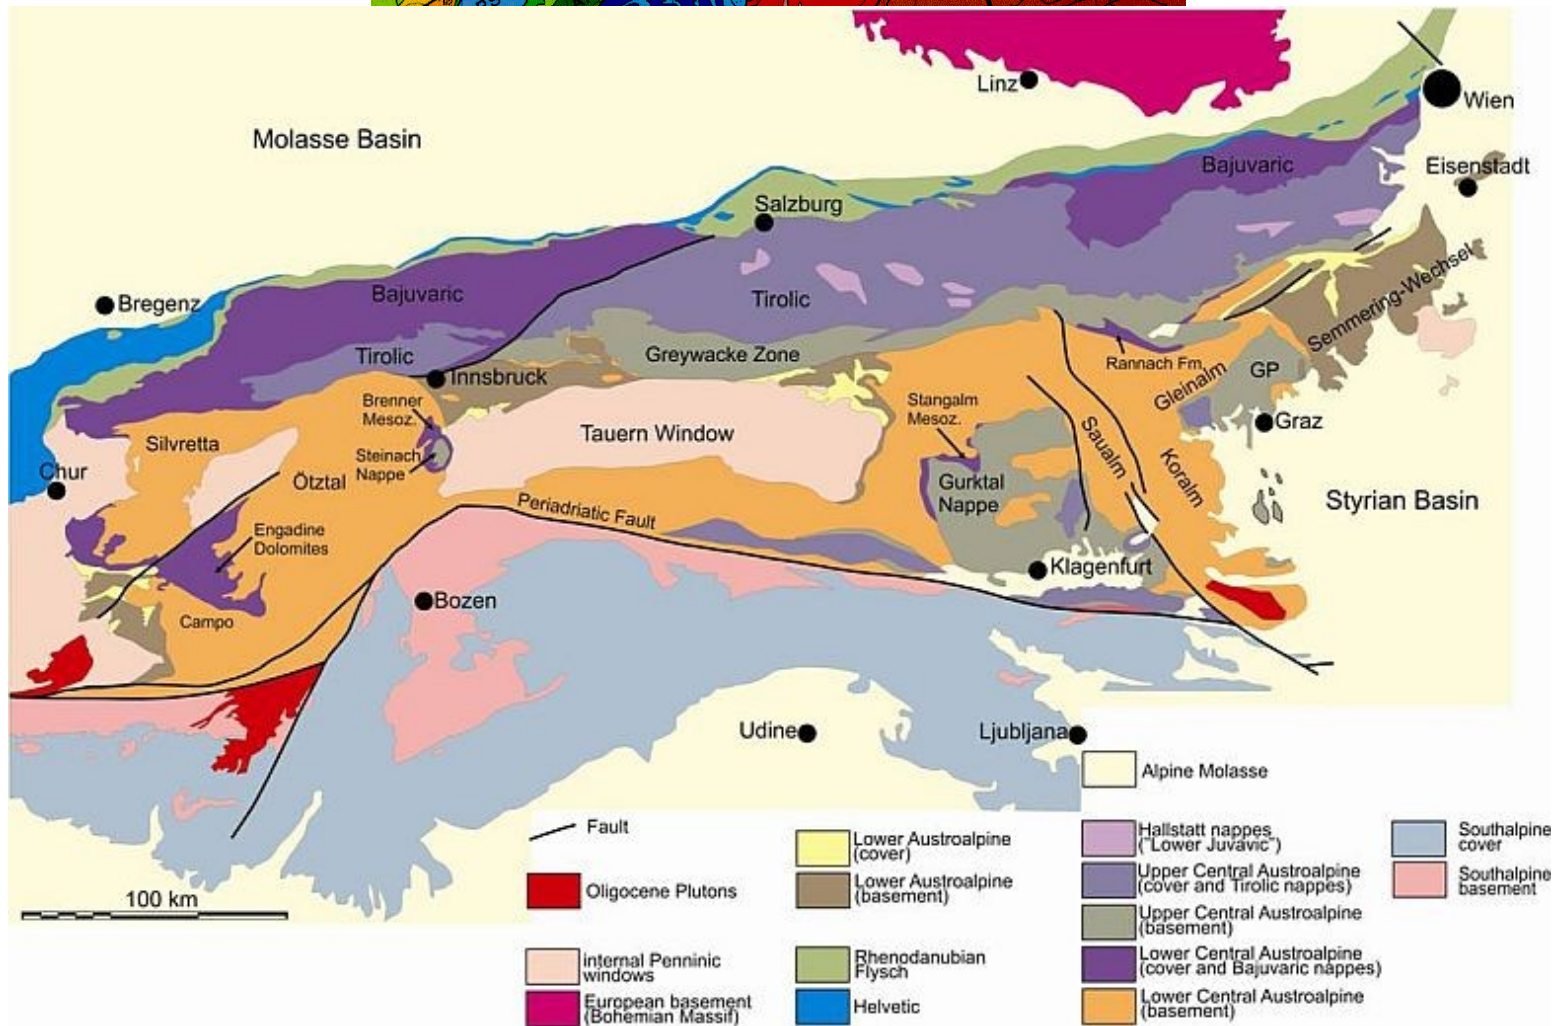 Linz
Wien
Molasse Basin
Bajuvaric
Eisenstadt
Salzburg
Bregenz
Bajuvaric
Tirolic
Semmering-Wechsel
Tirolic
Greywacke Zone
Rannach Fm.
Innsbruck
GP
Gleinalm
Brenner
Mesoz.
Stangalm
Mesoz.
Graz
Silvretta
Tauern Window
Saualm
Steinach
Nappe
Chur
Ötztal
Gurktal
Nappe
Koralm
Styrian Basin
Periadriatic Fault
Engadine
Dolomites
Klagenfurt
Bozen
Campo
Udine
Ljubljana
Alpine Molasse
Fault
Oligocene Plutons
100 km
internal Penninic
windows
European basement
(Bohemian Massif)
Lower Austroalpine
(cover)
Lower Austroalpine
(basement)
Rhenodanubian
Flysch
Helvetic
Hallstatt nappes
("Lower Juvavic")
Upper Central Austroalpine
(cover and Tirolic nappes)
Upper Central Austroalpine
(basement)
Lower Central Austroalpine
(cover and Bajuvaric nappes)
Lower Central Austroalpine
(basement)
Southalpine
cover
Southalpine
basement